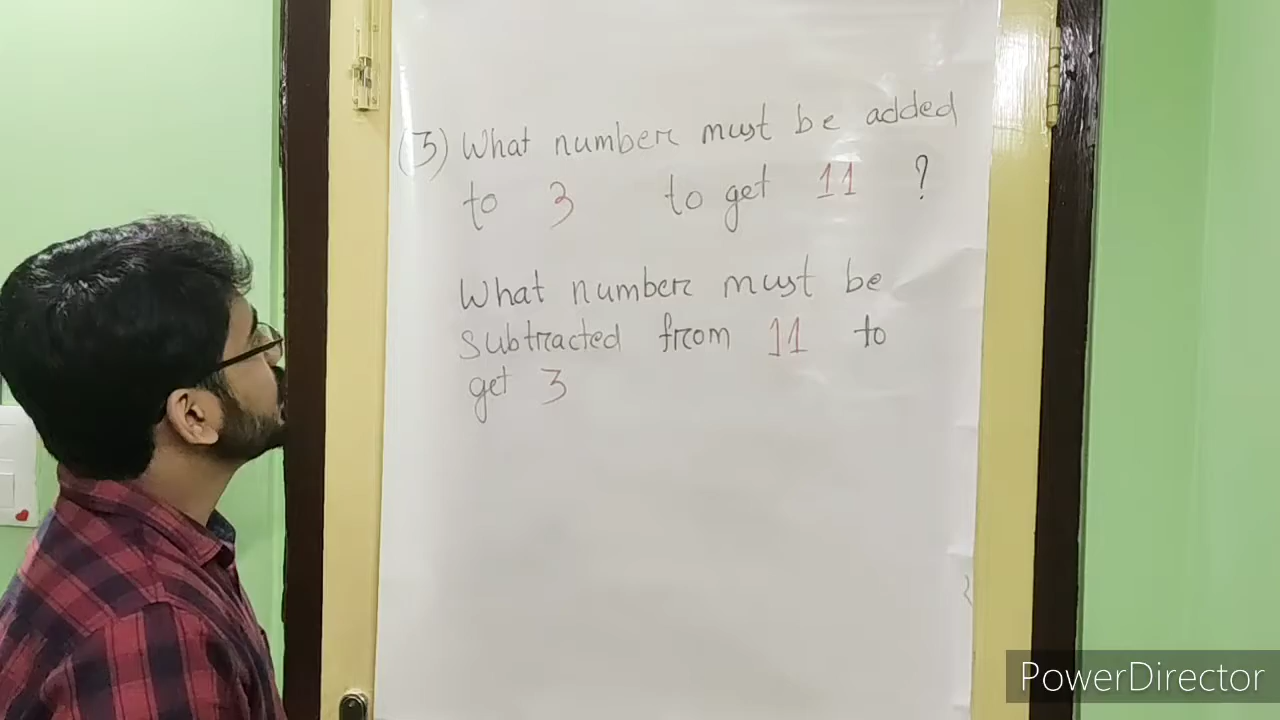 (3) What number must be added
to 3 to get 11 ?
What number must be
subtracted from 11 to
get 3
PowerDirector